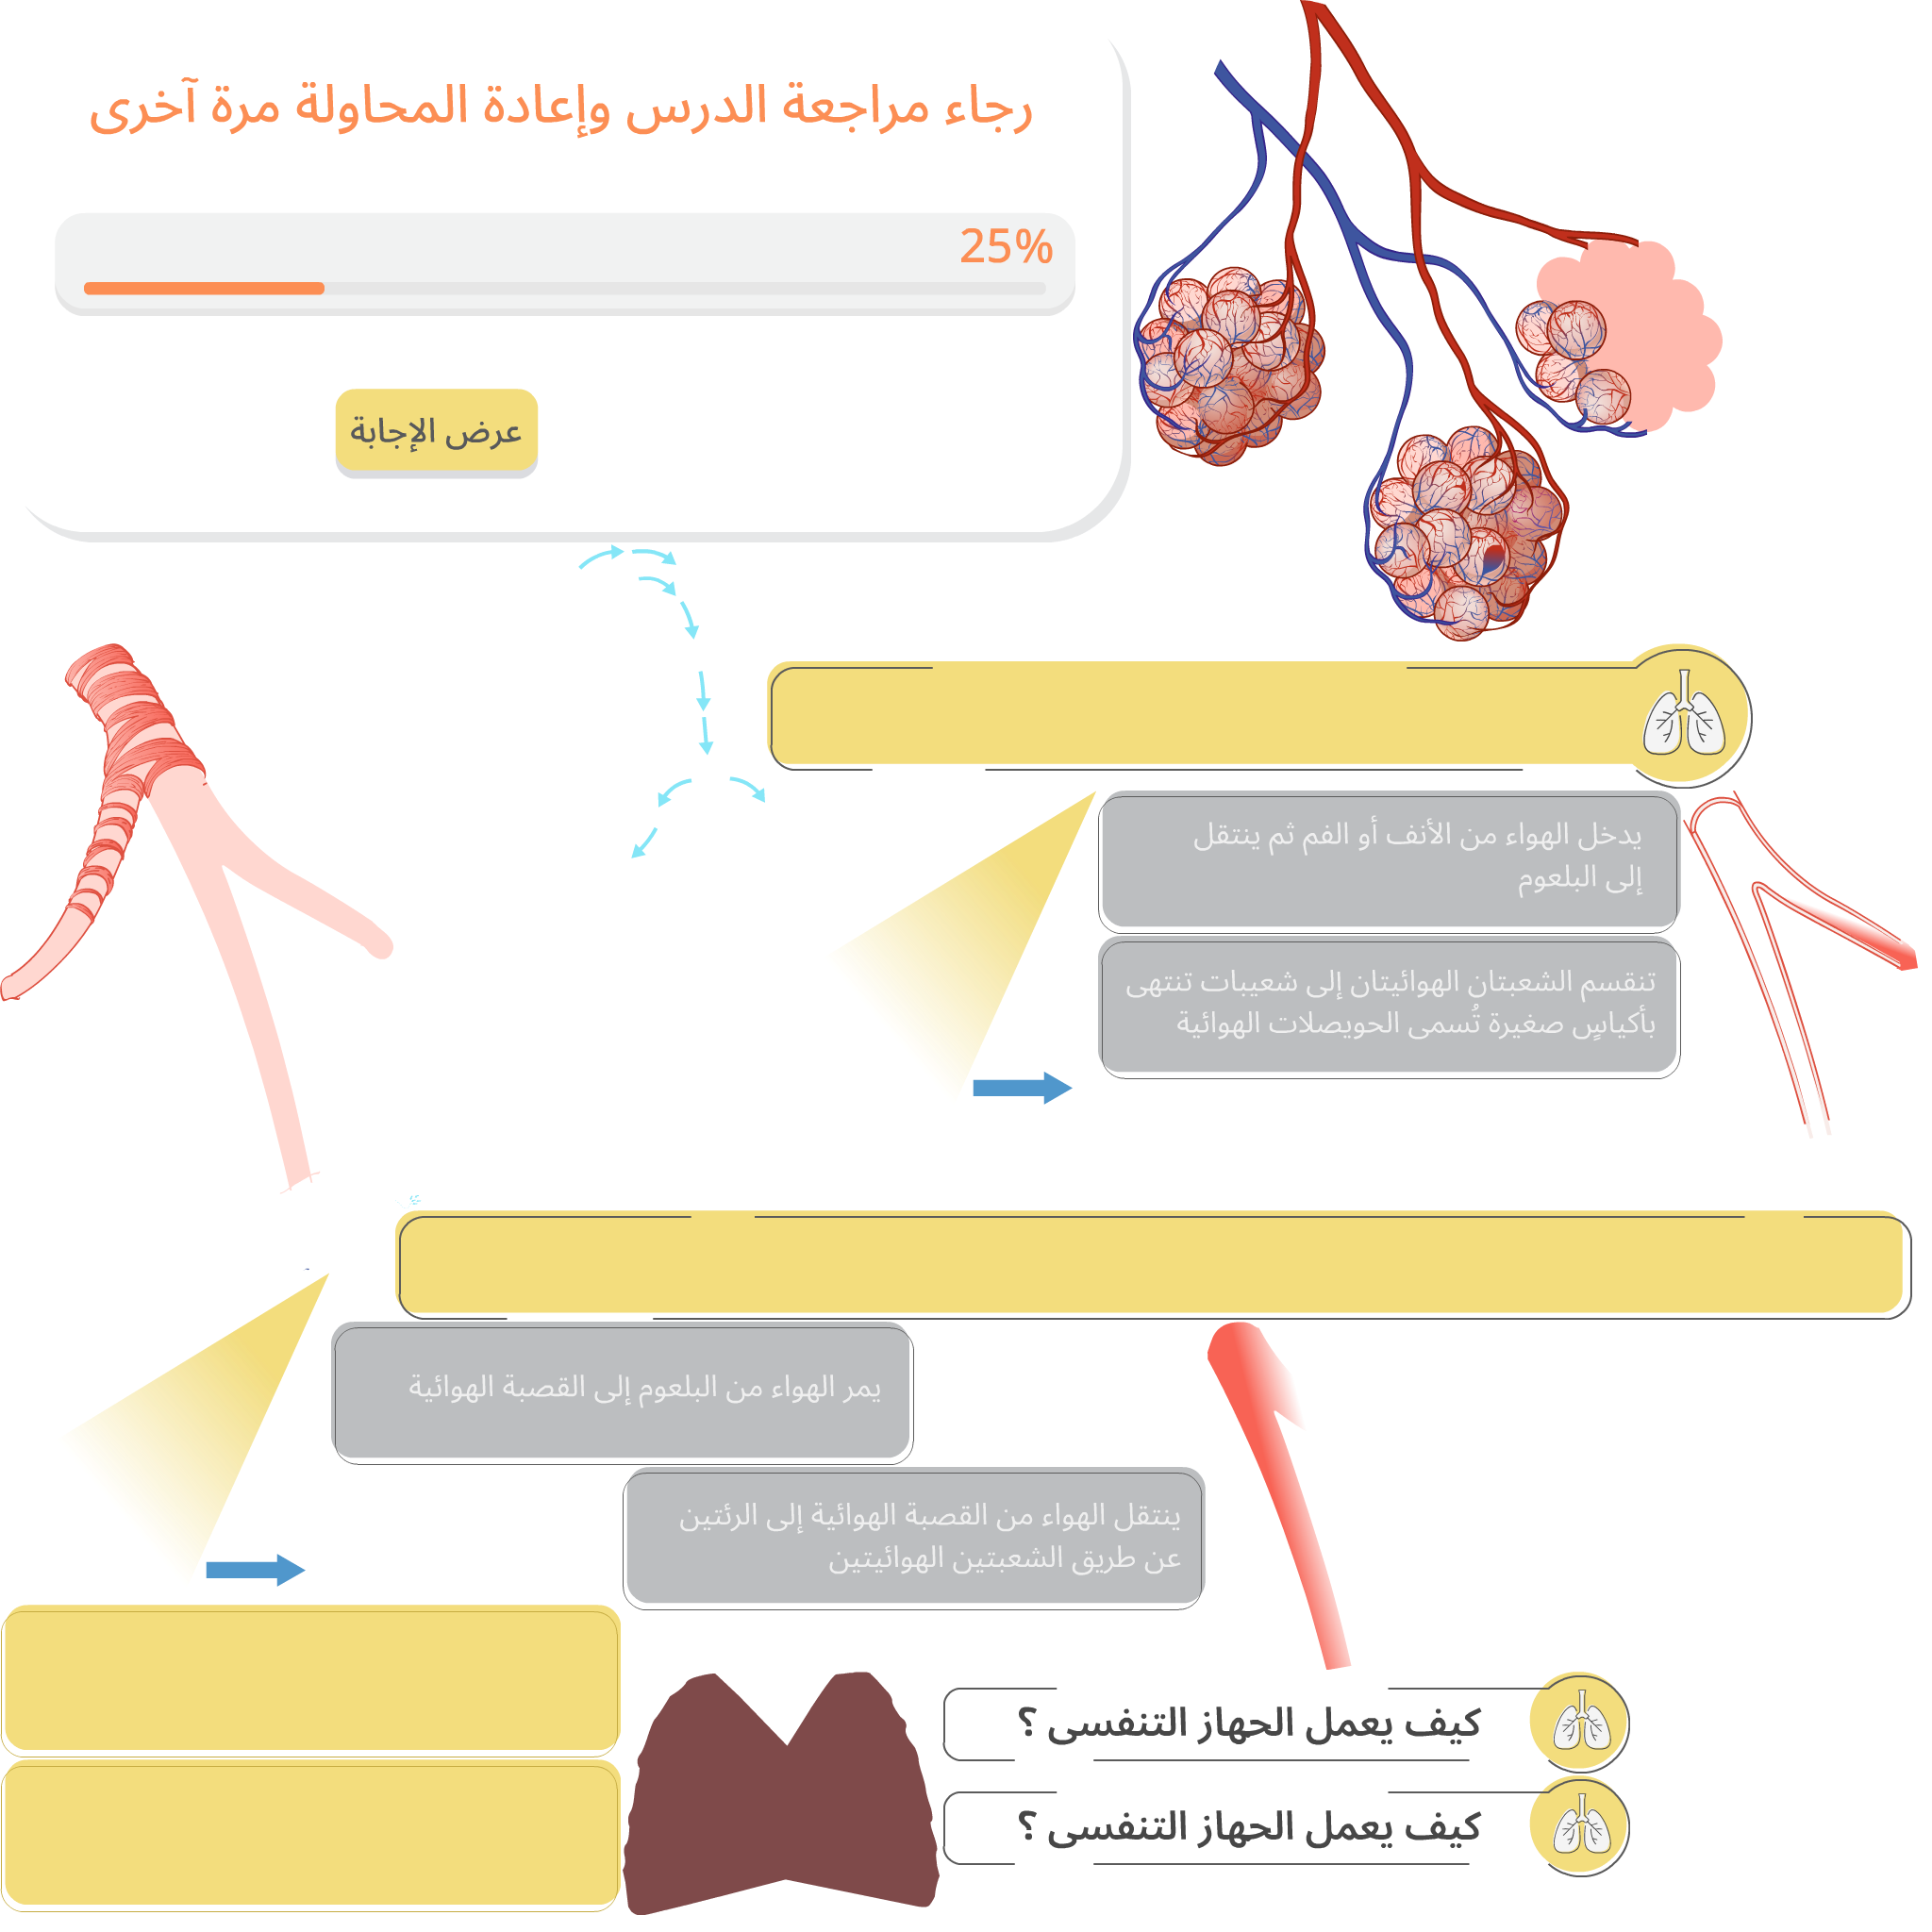 رجاء مراجعة الدرس وإعادة المحاولة مرة آخرى
25%
عرض الإجابة
يدخل الهواء من الأنف أو الفم ثم ينتقل
إلى البلعوم
تنقسم الشعبتان الهوائيتان إلى شعيبات تنتهى
بأكياسٍ صغيرة تُسمى الحويصلات الهوائية
يمر الهواء من البلعوم إلى القصبة الهوائية
ينتقل الهواء من القصبة الهوائية إلى الرئتين
عن طريق الشعبتين الهوائيتين
كيف يعمل الجهاز التنفسى ؟
كيف يعمل الجهاز التنفسى ؟